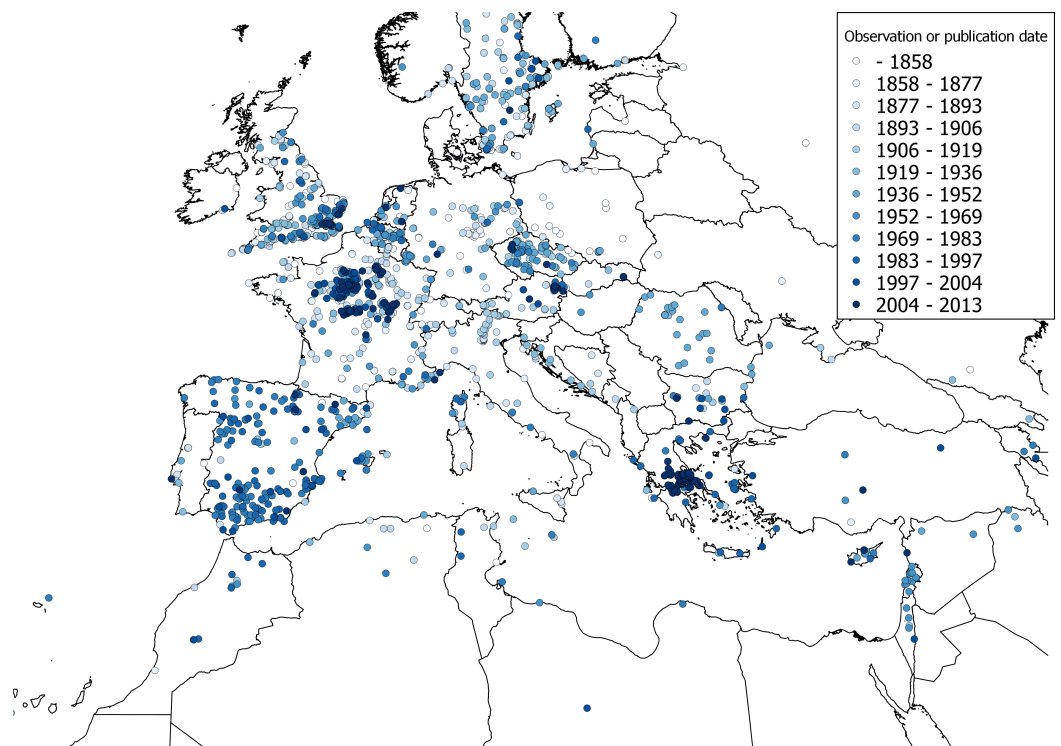 Observation or publication date
- 1858
1858 - 1877
1877 - 1893
1893 - 1906
1906 - 1919
1919 - 1936
1936 - 1952
1952 - 1969
1969 - 1983
1983 - 1997
1997 - 2004
2004 - 2013